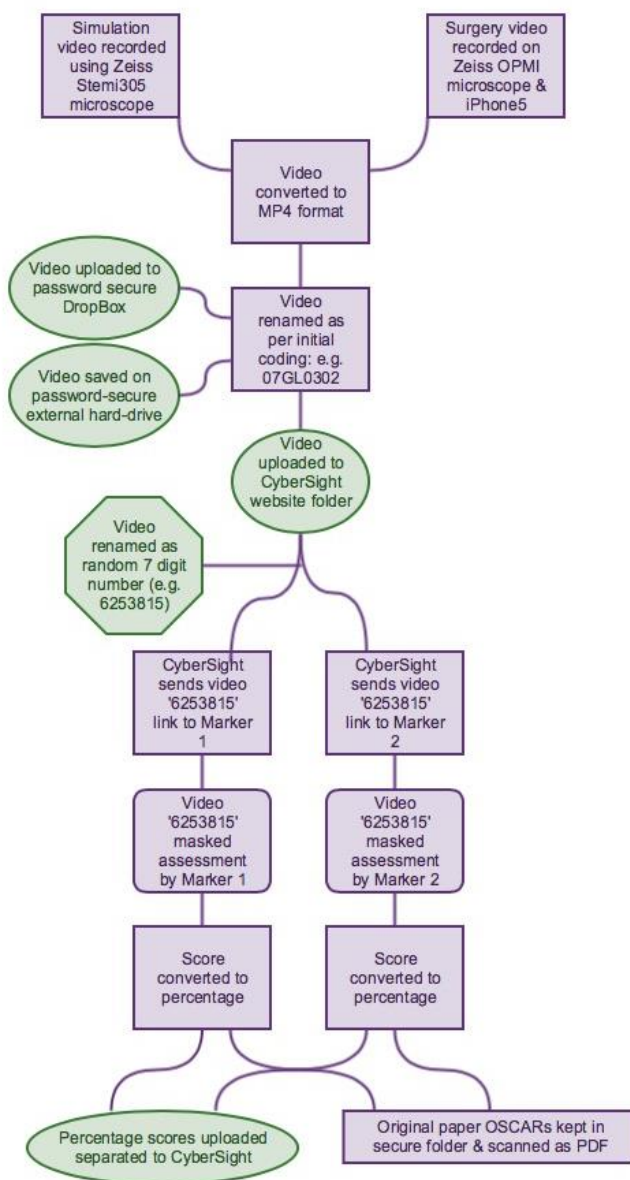 Simulation
video recorded
using Zeiss
Stemi305
microscope
Surgery video
recorded on
Zeiss OPMI
microscope &
iPhone5
Video
converted to
MP4 format
Video uploaded to
password secure
DropBox
Video
renamed as
per initial
coding: e.g.
07GL0302
Video saved on
password-secure
external hard-drive
Video
uploaded to
CyberSight
website folder
Video
renamed as
random 7 digit
number (e.g.
6253815)
CyberSight
sends video
'6253815'
link to Marker
1
CyberSight
sends video
'6253815'
link to Marker
2
Video
'6253815'
masked
assessment
by Marker 1
Video
'6253815'
masked
assessment
by Marker 2
Score
converted to
percentage
Score
converted to
percentage
Percentage scores uploaded
separated to CyberSight
Original paper OSCARs kept in
secure folder & scanned as PDF